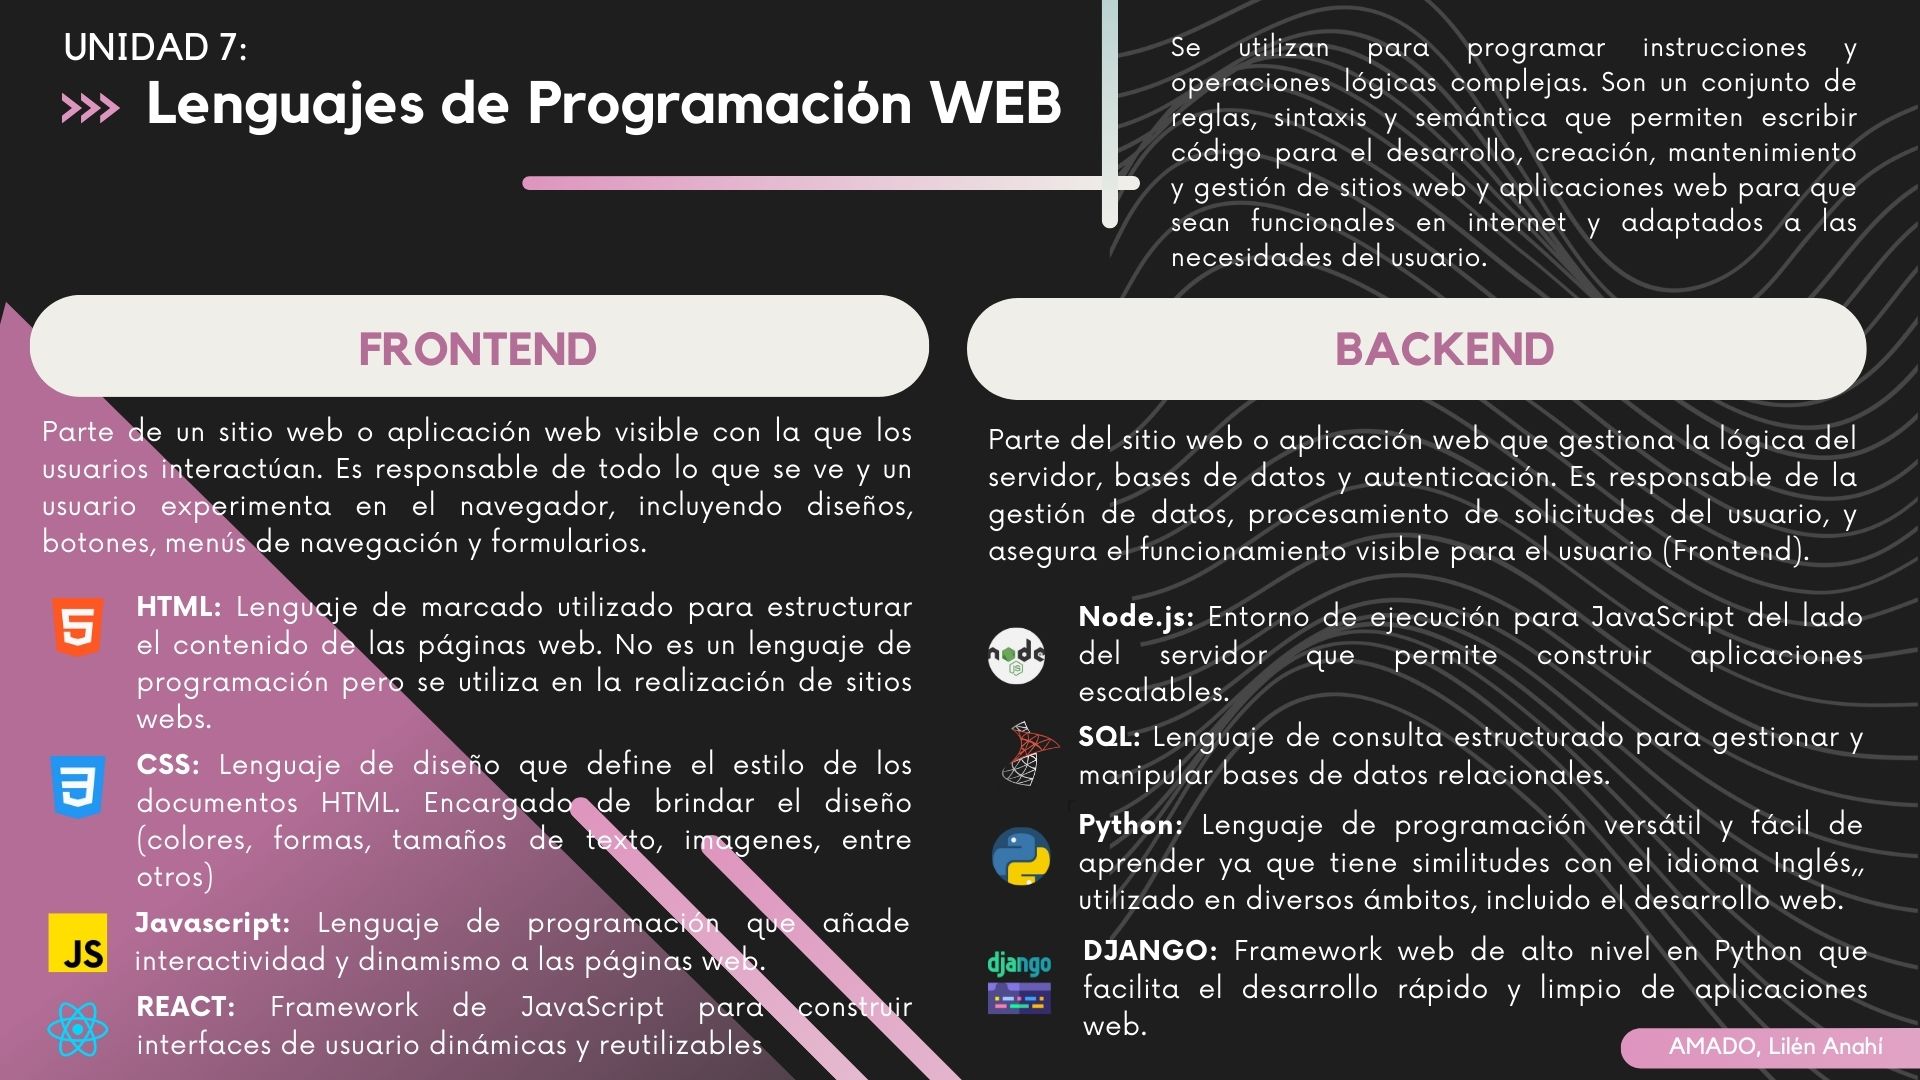 UNIDAD 7:
Lenguajes de Programación WEB
Se utilizan para programar instrucciones y
operaciones lógicas complejas. Son un conjunto de
reglas, sintaxis y semántica que permiten escribir
código para el desarrollo, creación, mantenimiento
y gestión de sitios web y aplicaciones web para que
sean funcionales en internet y adaptados a las
necesidades del usuario.
FRONTEND
Parte de un sitio web o aplicación web visible con la que los
usuarios interactúan. Es responsable de todo lo que se ve y un
usuario experimenta en el navegador, incluyendo diseños,
botones, menús de navegación y formularios.
5
HTML: Lenguaje de marcado utilizado para estructurar
el contenido de las páginas web. No es un lenguaje de
programación pero se utiliza en la realización de sitios
webs.
3
CSS: Lenguaje de diseño que define el estilo de los
documentos HTML. Encargado de brindar el diseño
(colores, formas, tamaños de texto, imagenes, entre
otros)
JS
Javascript: Lenguaje de programación que añade
interactividad y dinamismo a las páginas web.
REACT: Framework de JavaScript para construir
interfaces de usuario dinámicas y reutilizables
BACKEND
Parte del sitio web o aplicación web que gestiona la lógica del
servidor, bases de datos y autenticación. Es responsable de la
gestión de datos, procesamiento de solicitudes del usuario, y
asegura el funcionamiento visible para el usuario (Frontend).
node
JS
Node.js: Entorno de ejecución para JavaScript del lado
del servidor que permite construir aplicaciones
escalables.
SQL: Lenguaje de consulta estructurado para gestionar y
manipular bases de datos relacionales.
Python: Lenguaje de programación versátil y fácil de
aprender ya que tiene similitudes con el idioma Inglés,,
utilizado en diversos ámbitos, incluido el desarrollo web.
django
DJANGO: Framework web de alto nivel en Python que
facilita el desarrollo rápido y limpio de aplicaciones
web.
AMADO, Lilén Anahí